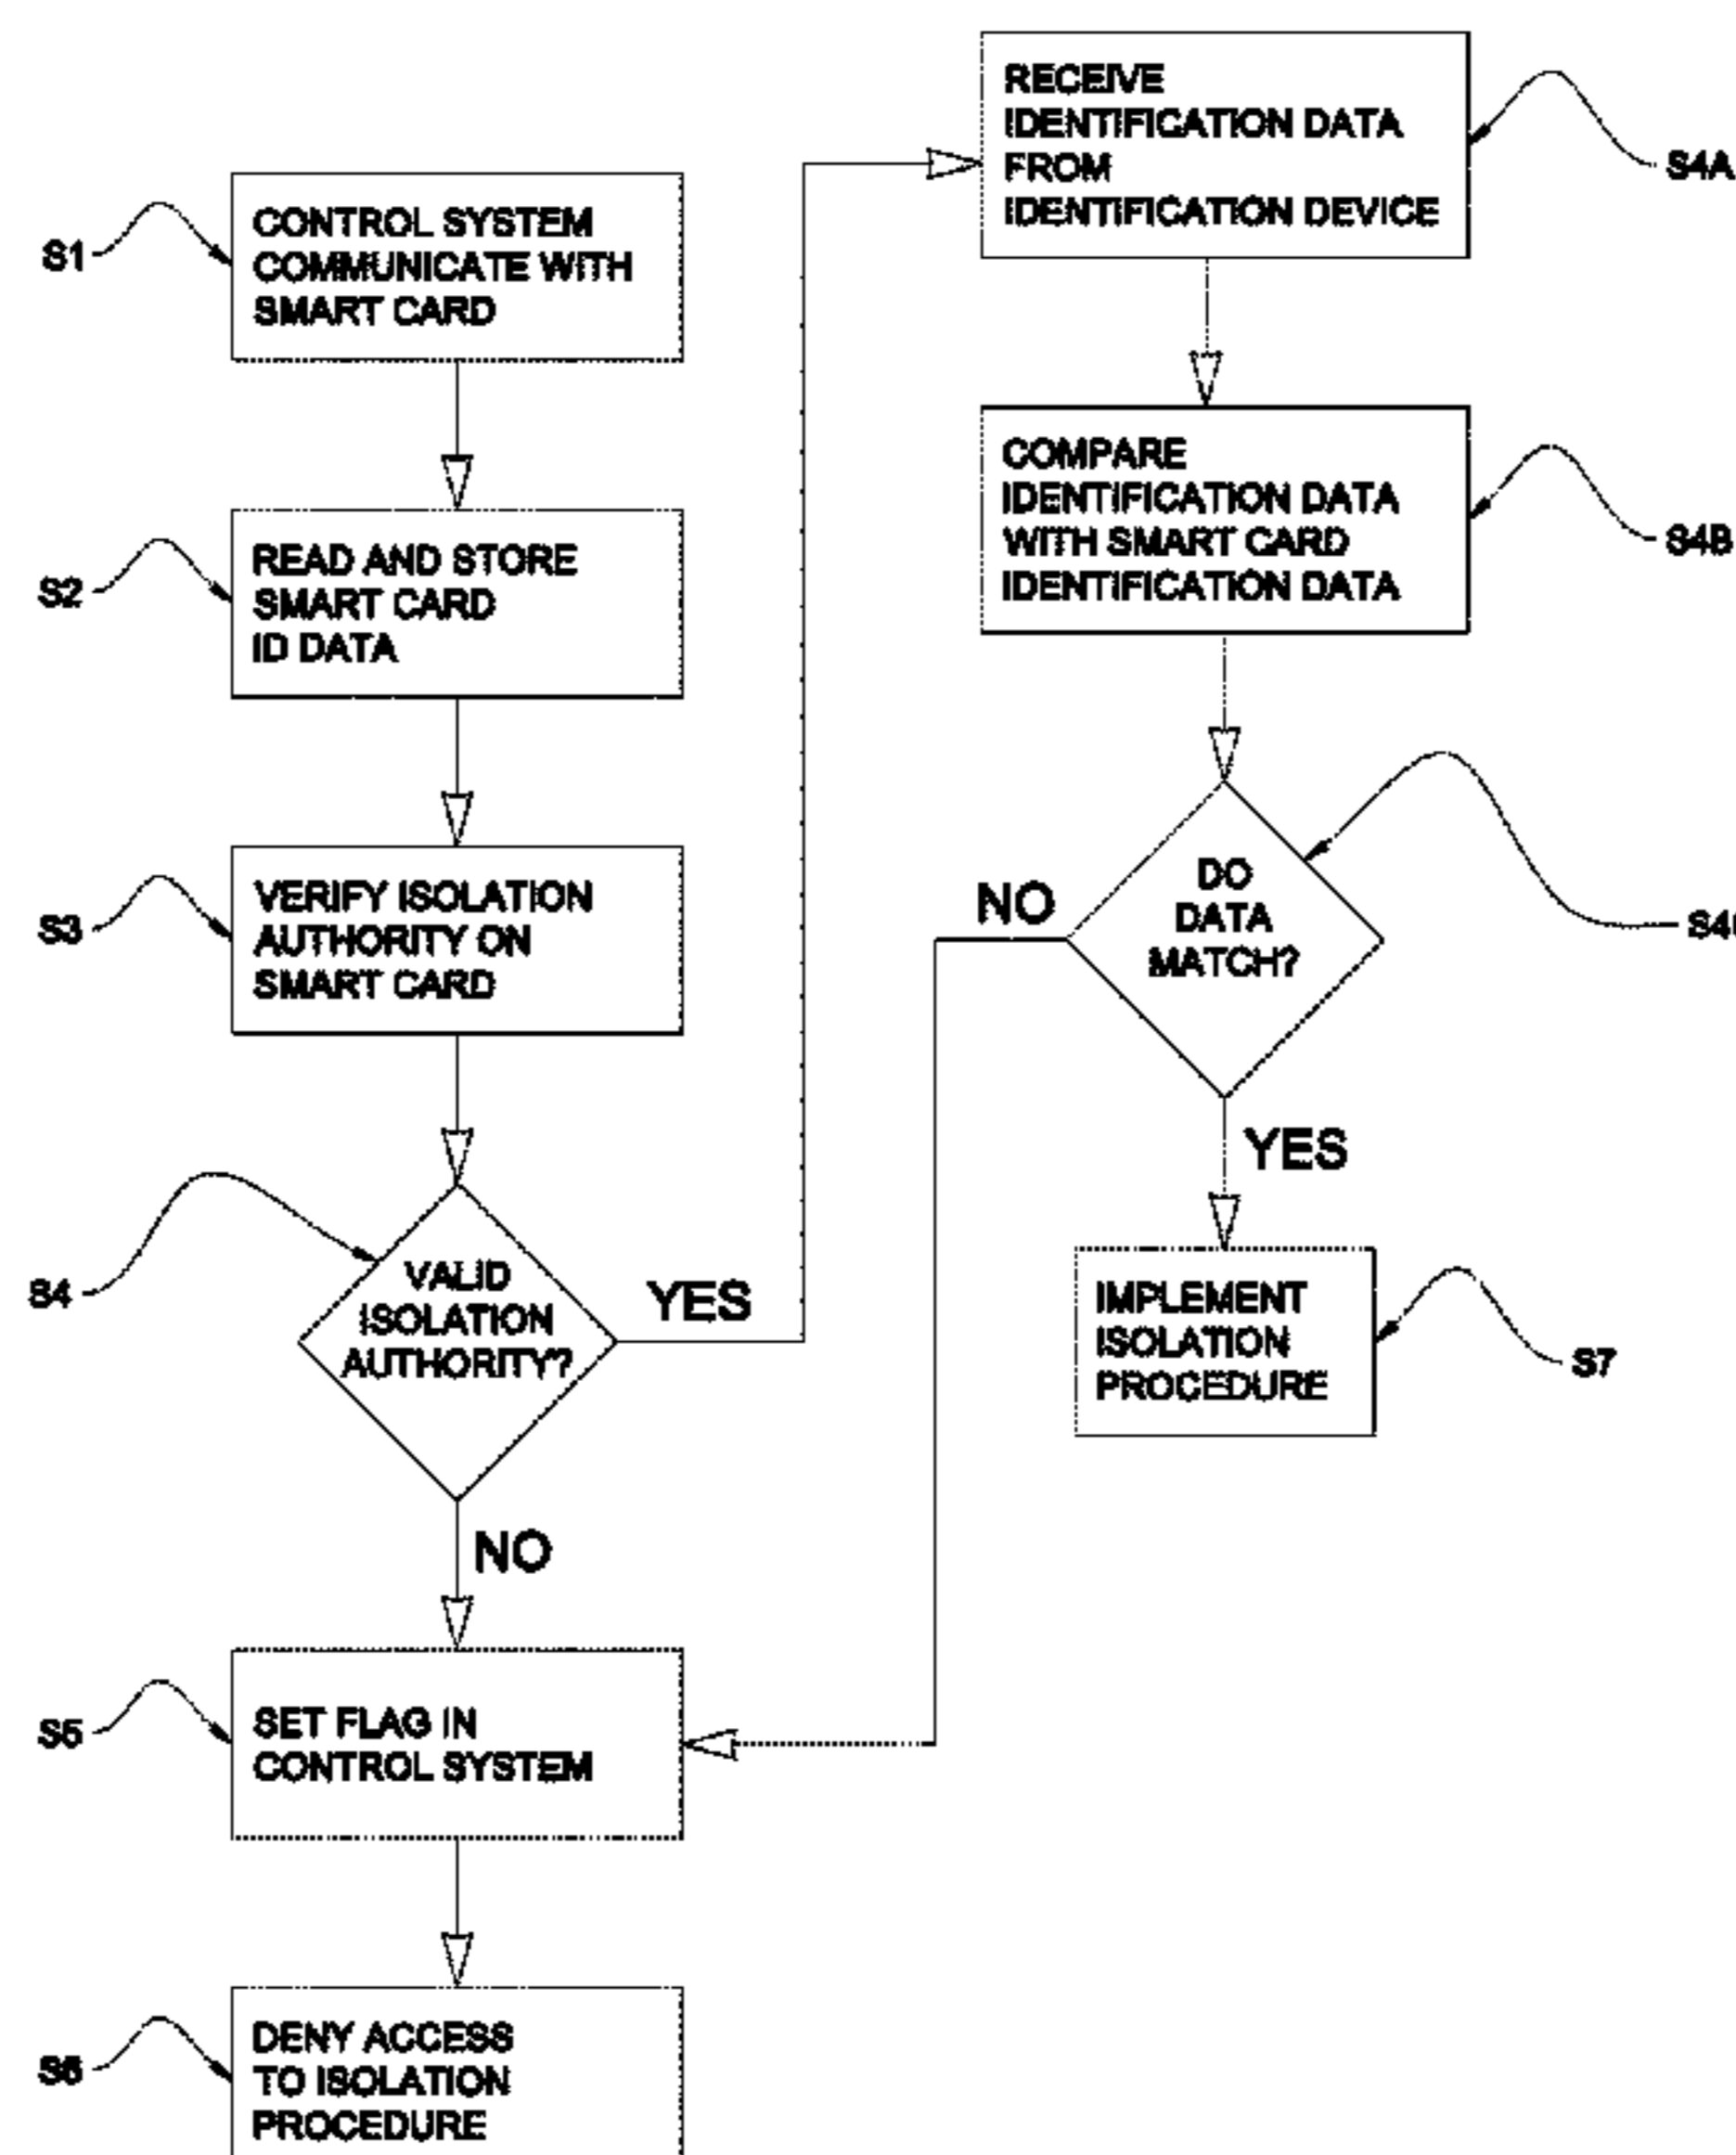 S1
CONTROL SYSTEM
COMMUNICATE WITH
SMART CARD
S2
READ AND STORE
SMART CARD
ID DATA
S3
VERIFY ISOLATION
AUTHORITY ON
SMART CARD
S4
VALID
ISOLATION
AUTHORITY?
YES
NO
S5
SET FLAG IN
CONTROL SYSTEM
S6
DENY ACCESS
TO ISOLATION
PROCEDURE
RECEIVE
IDENTIFICATION DATA
FROM
IDENTIFICATION DEVICE
S4A
COMPARE
IDENTIFICATION DATA
WITH SMART CARD
IDENTIFICATION DATA
S4B
DO
DATA
MATCH?
NO
YES
IMPLEMENT
ISOLATION
PROCEDURE
S7